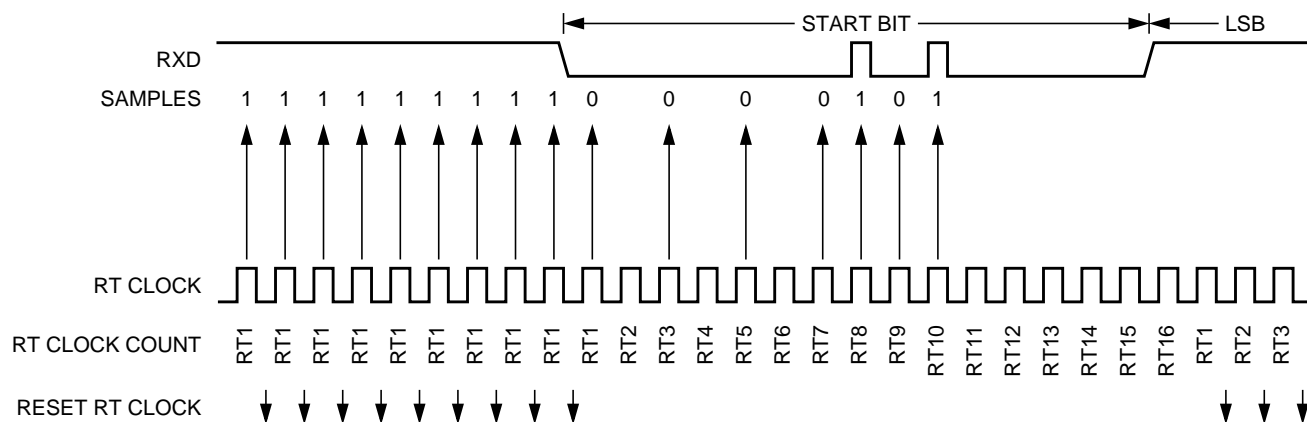 START BIT LSB
RXD
SAMPLES 1 1 1 1 1 1 1 1 1 0 0 0 0 1 0 1
RT CLOCK
RT CLOCK COUNT RT1 RT1 RT1 RT1 RT1 RT1 RT1 RT1 RT1 RT1 RT2 RT3 RT4 RT5 RT6 RT7 RT8 RT9 RT10 RT11 RT12 RT13 RT14 RT15 RT16 RT1 RT2 RT3
RESET RT CLOCK